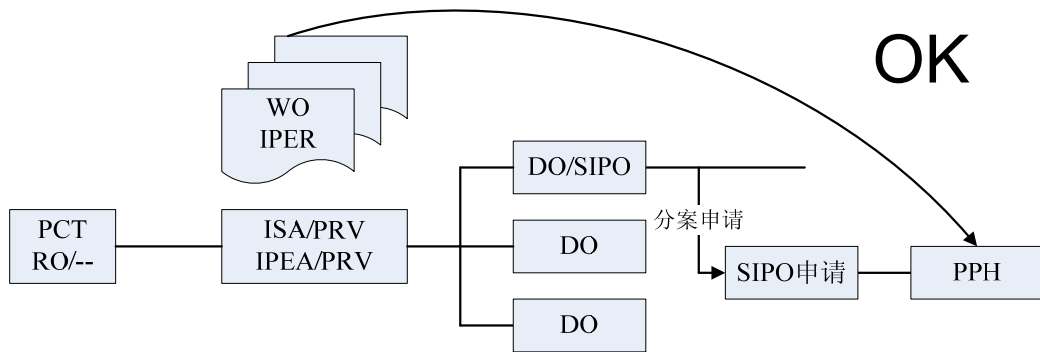 OK
WO
IPER
DO/SIPO
分案申请
PCT
RO/--
ISA/PRV
IPEA/PRV
DO
SIPO申请
PPH
DO